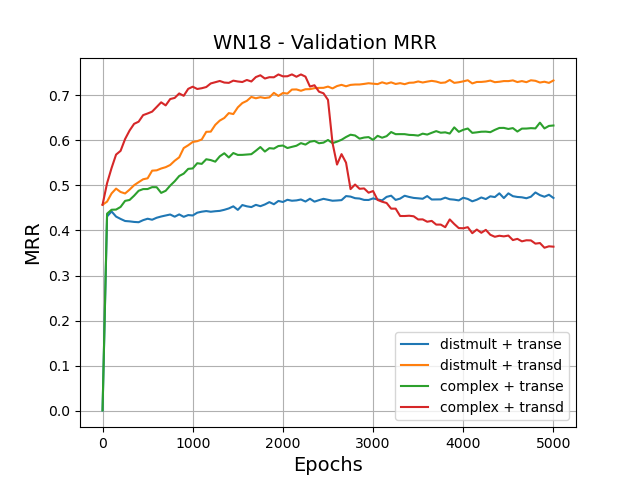 WN18 - Validation MRR
MRR
0.7
0.6
0.5
0.4
0.3
0.2
0.1
0.0
distmult + transe
distmult + transd
complex + transe
complex + transd
0 1000 2000 3000 4000 5000
Epochs